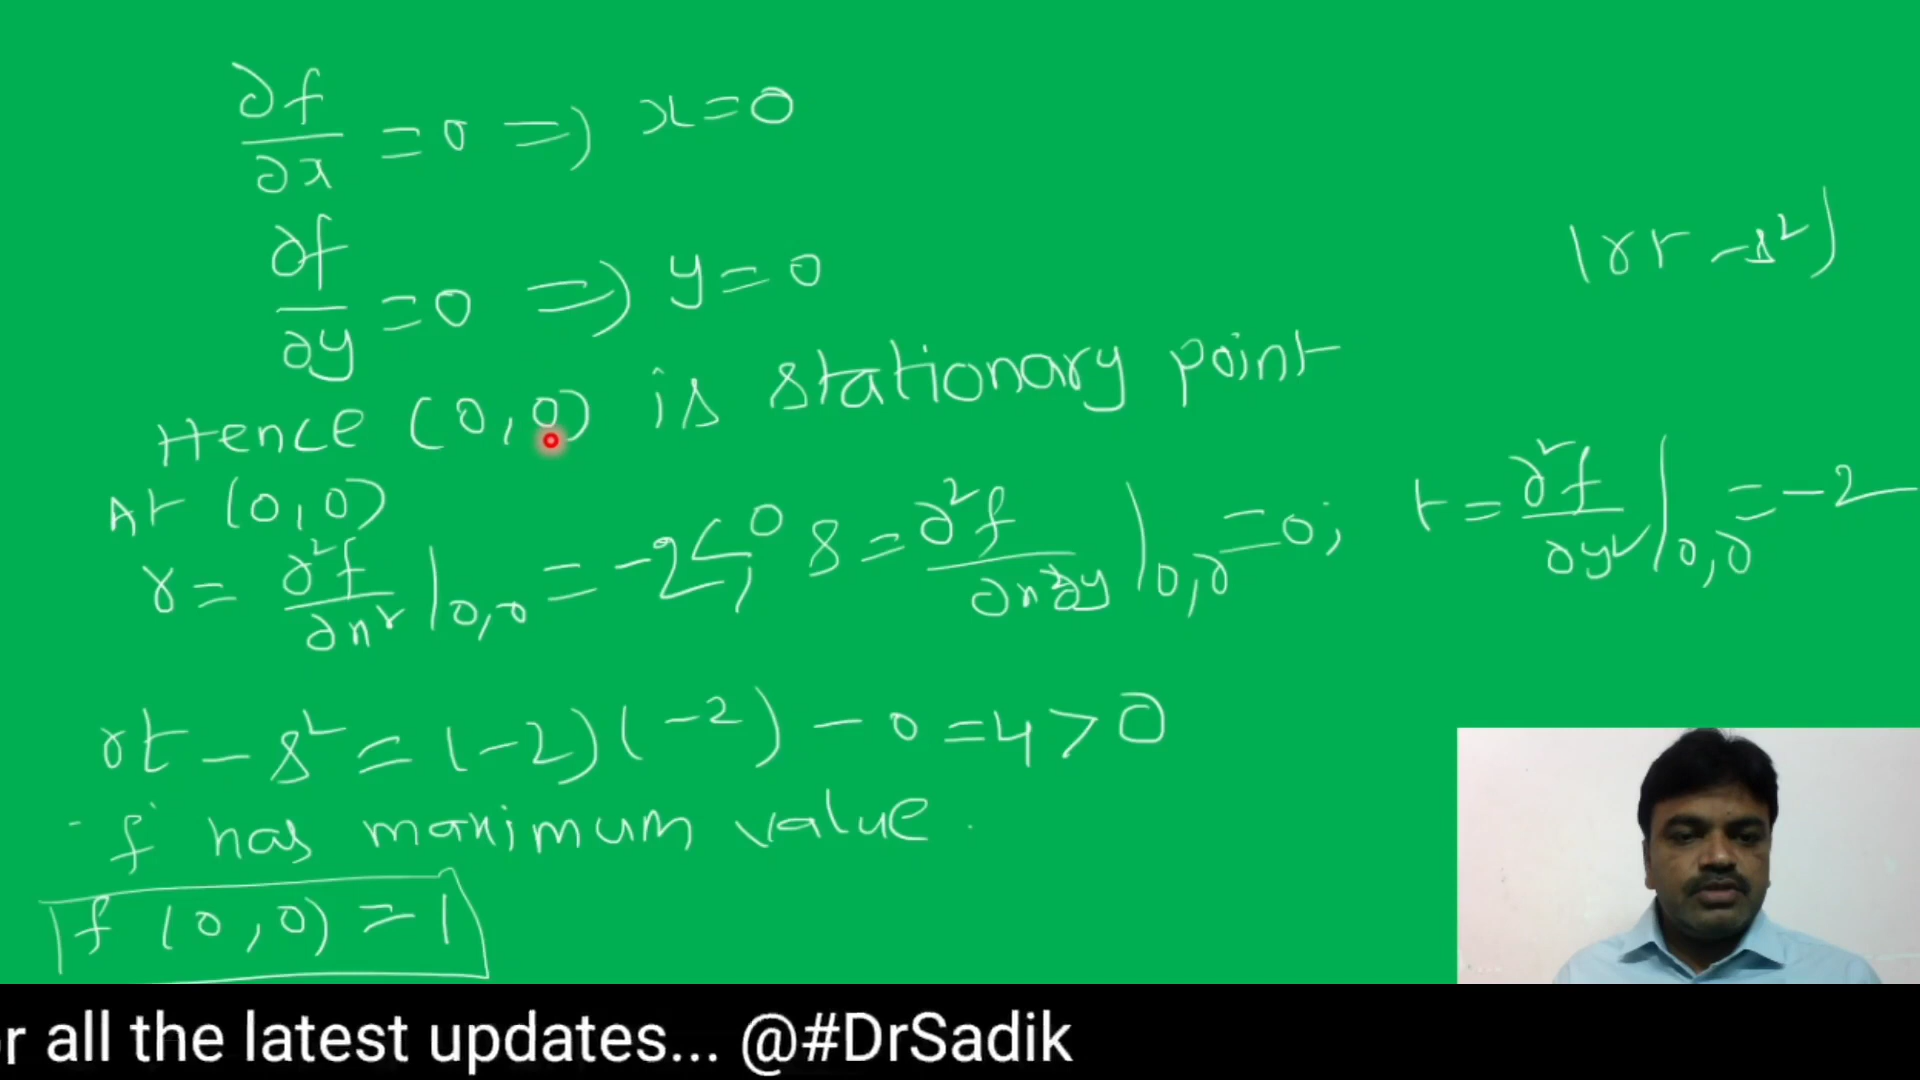 ∂f/∂x = 0 ⇒ x = 0
∂f/∂y = 0 ⇒ y = 0
(rt - s²)
Hence (0,0) is stationary point
At (0,0)
r = ∂²f/∂x² |0,0 = -2<0; s = ∂²f/∂x∂y |0,0 = 0; t = ∂²f/∂y² |0,0 = -2
rt - s² = (-2)(-2) - 0 = 4 > 0
f has maximum value.
f(0,0) = 1
r all the latest updates... @#DrSadik